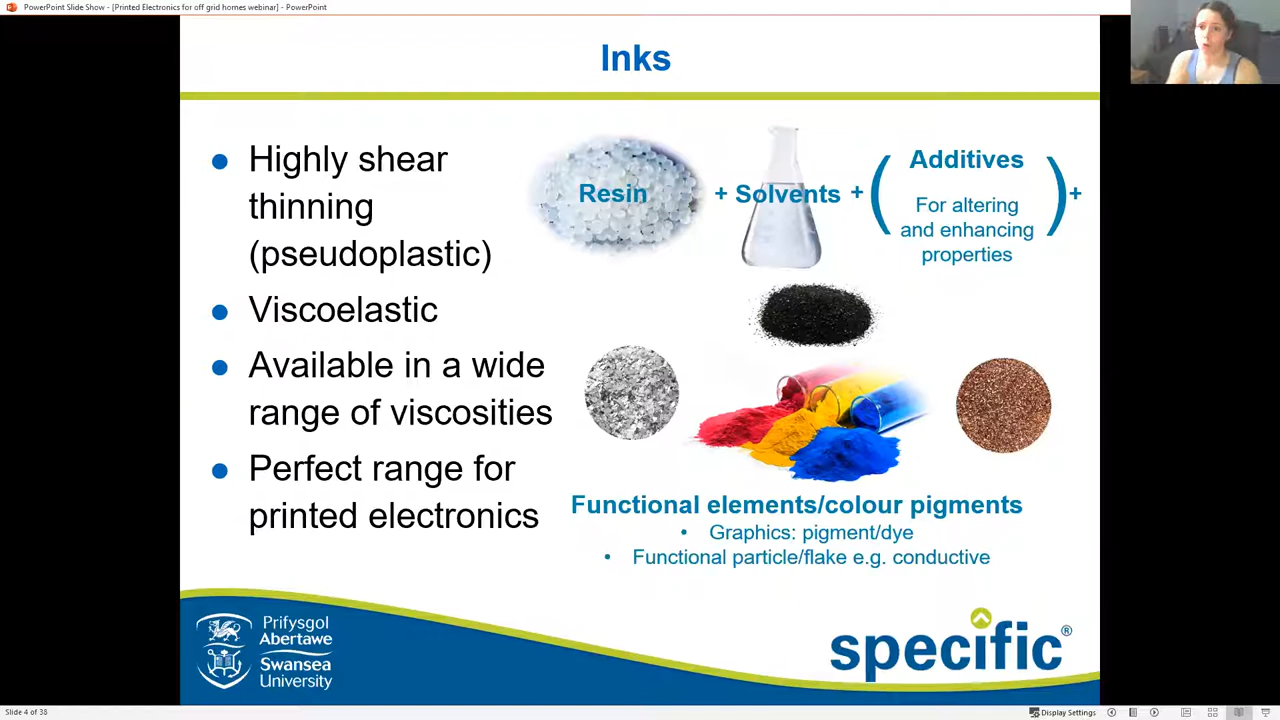 PowerPoint Slide Show - [Printed Electronics for off grid homes webinar] - PowerPoint
Inks
Highly shear
thinning
(pseudoplastic)
Viscoelastic
Available in a wide
range of viscosities
Perfect range for
printed electronics
Resin
+ Solvents +
Additives
For altering
and enhancing
properties
+
Functional elements/colour pigments
• Graphics: pigment/dye
• Functional particle/flake e.g. conductive
Prifysgol
Abertawe
Swansea
University
specific®
Slide 4 of 38
Display Settings